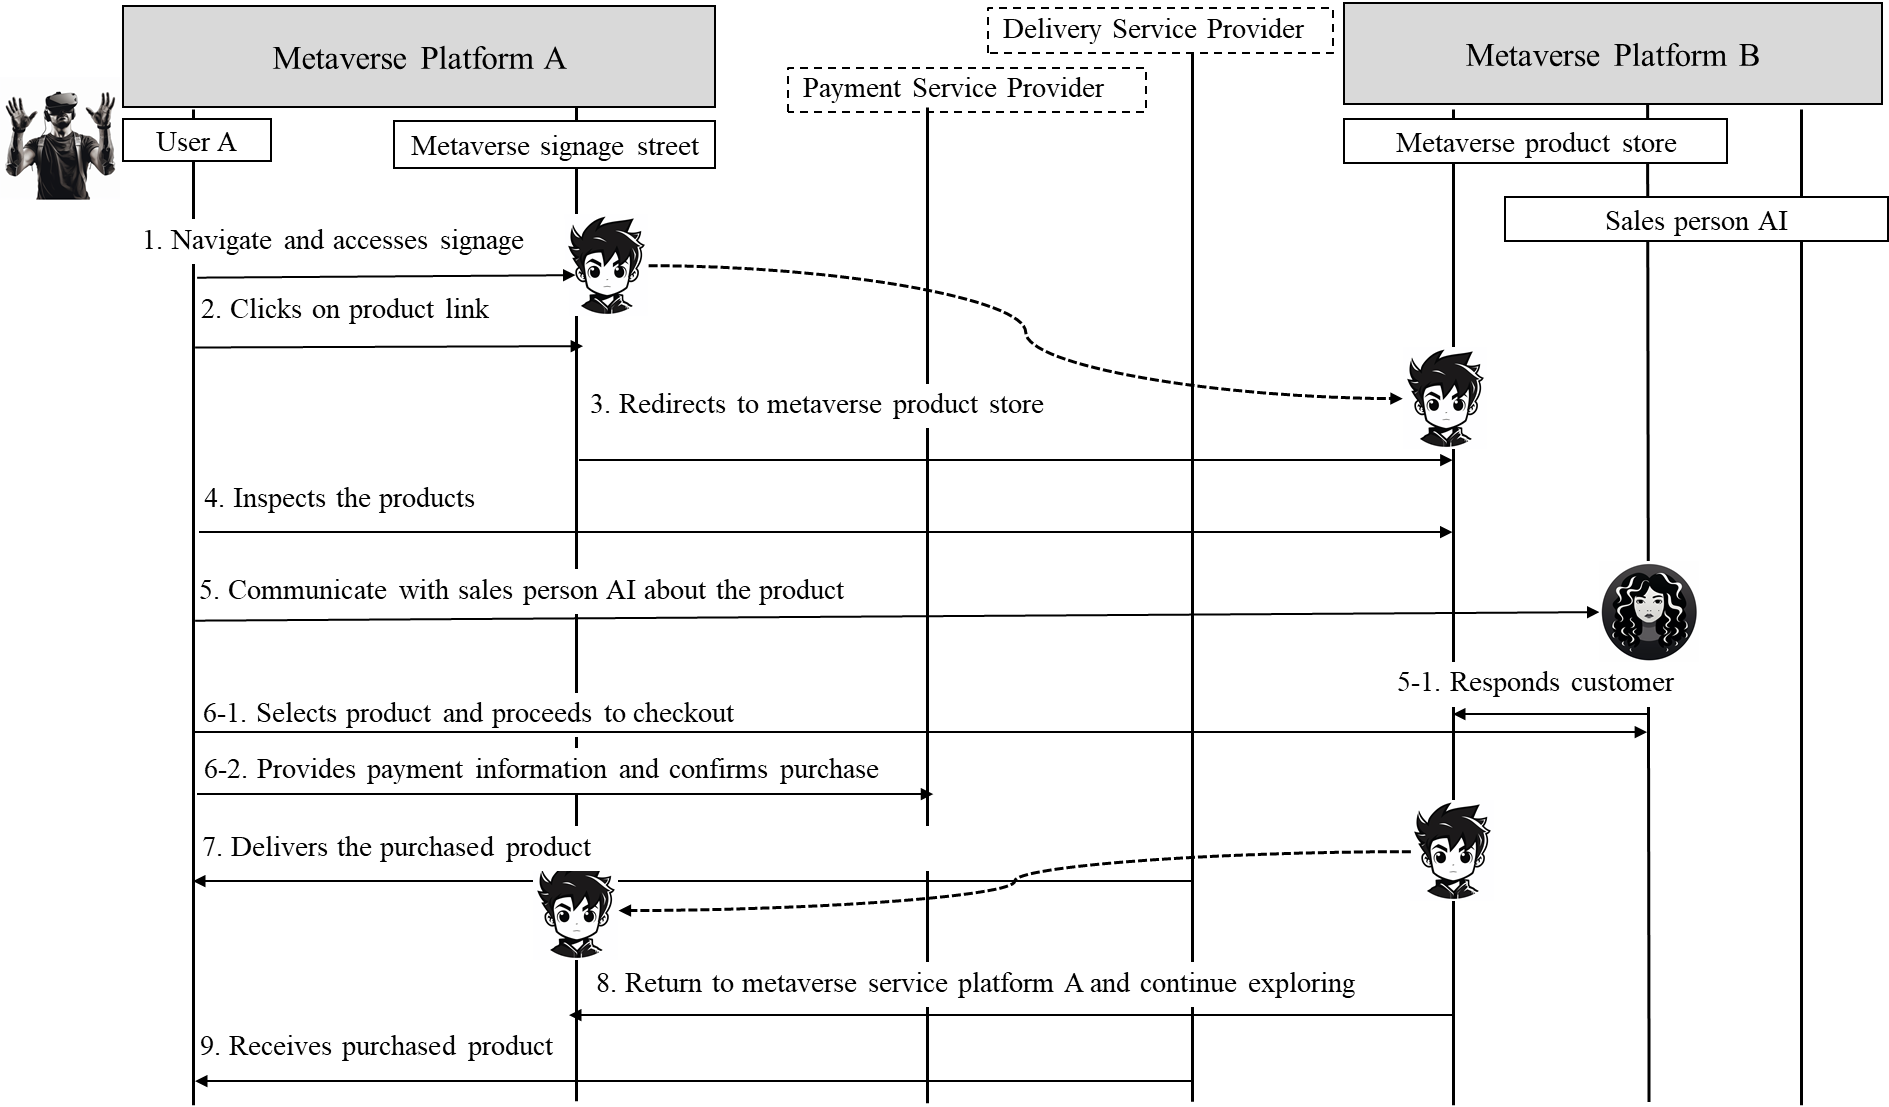 Metaverse Platform A
Delivery Service Provider
Payment Service Provider
Metaverse Platform B
User A
Metaverse signage street
Metaverse product store
Sales person AI
1. Navigate and accesses signage
2. Clicks on product link
3. Redirects to metaverse product store
4. Inspects the products
5. Communicate with sales person AI about the product
5-1. Responds customer
6-1. Selects product and proceeds to checkout
6-2. Provides payment information and confirms purchase
7. Delivers the purchased product
8. Return to metaverse service platform A and continue exploring
9. Receives purchased product